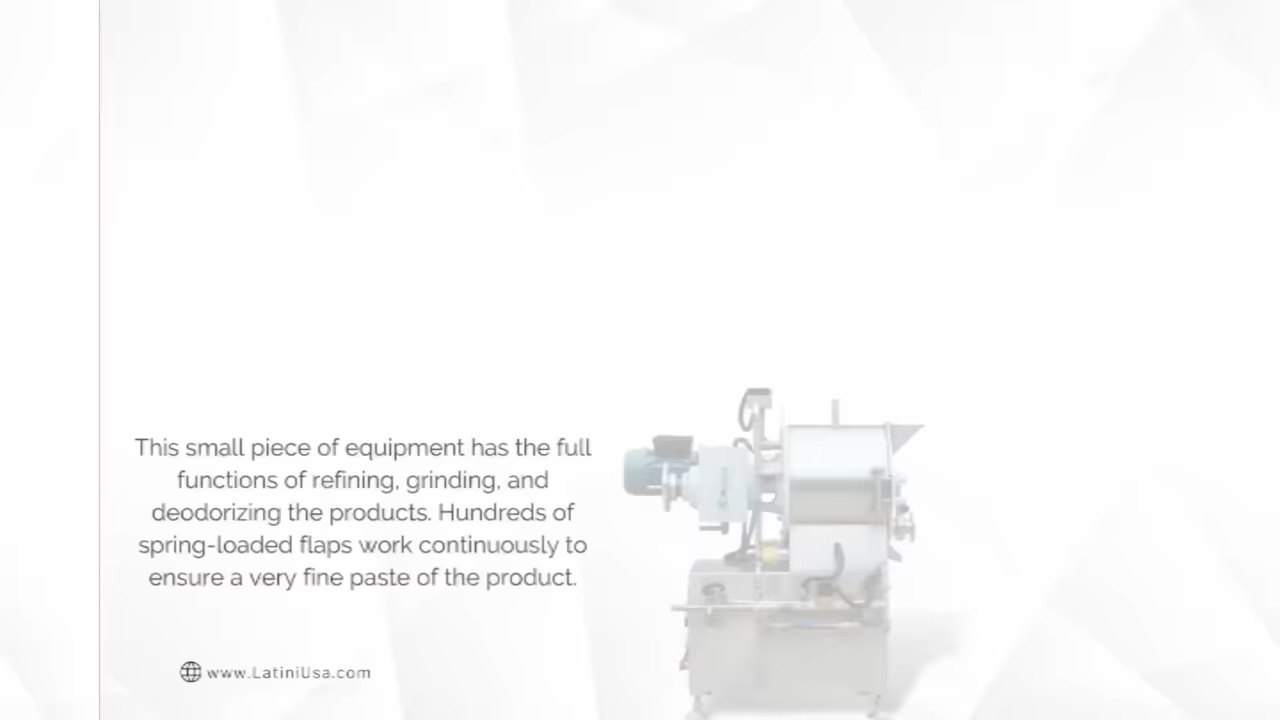 This small piece of equipment has the full
functions of refining, grinding, and
deodorizing the products. Hundreds of
spring-loaded flaps work continuously to
ensure a very fine paste of the product.
www.LatiniUsa.com